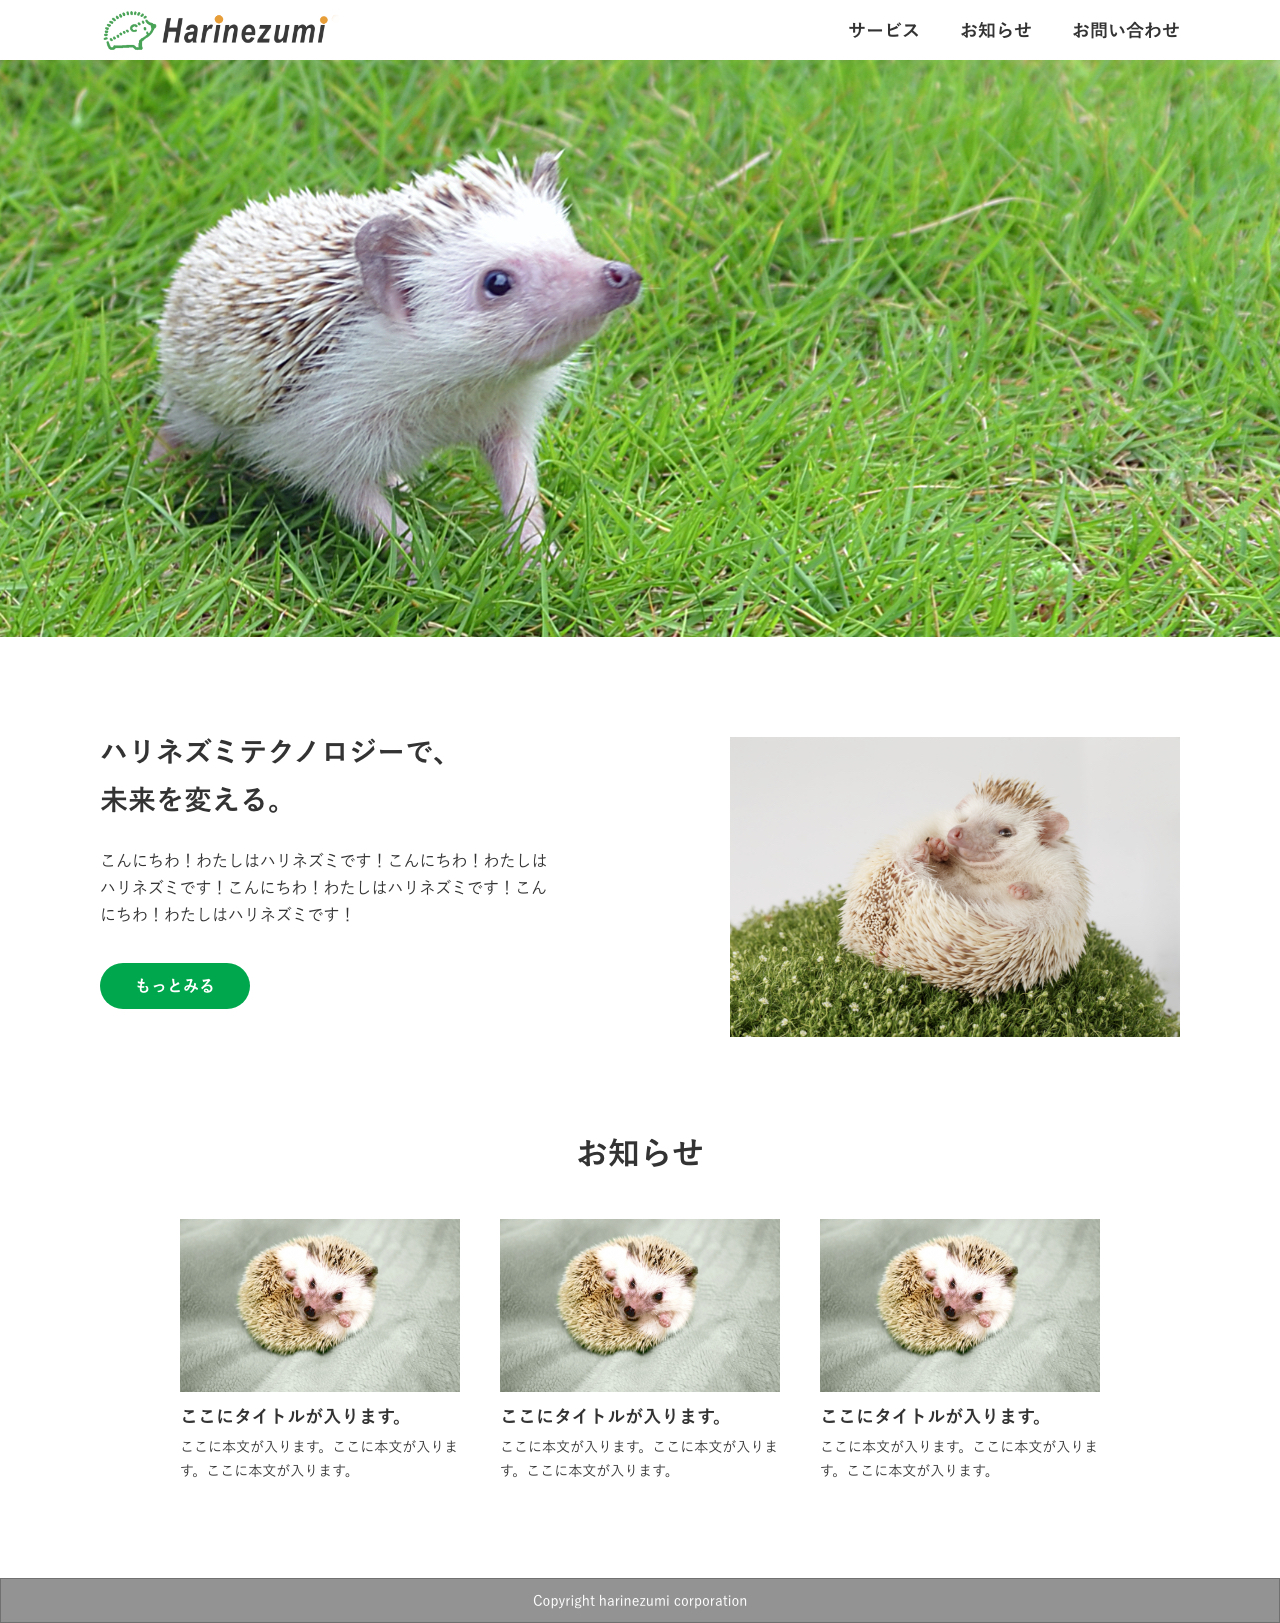 Harinezumi
サービス お知らせ お問い合わせ
ハリネズミテクノロジーで、
未来を変える。
こんにちわ！わたしはハリネズミです！こんにちわ！わたしは
ハリネズミです！こんにちわ！わたしはハリネズミです！こん
にちわ！わたしはハリネズミです！
もっとみる
お知らせ
ここにタイトルが入ります。
ここに本文が入ります。ここに本文が入りま
す。ここに本文が入ります。
ここにタイトルが入ります。
ここに本文が入ります。ここに本文が入りま
す。ここに本文が入ります。
ここにタイトルが入ります。
ここに本文が入ります。ここに本文が入りま
す。ここに本文が入ります。
Copyright harinezumi corporation